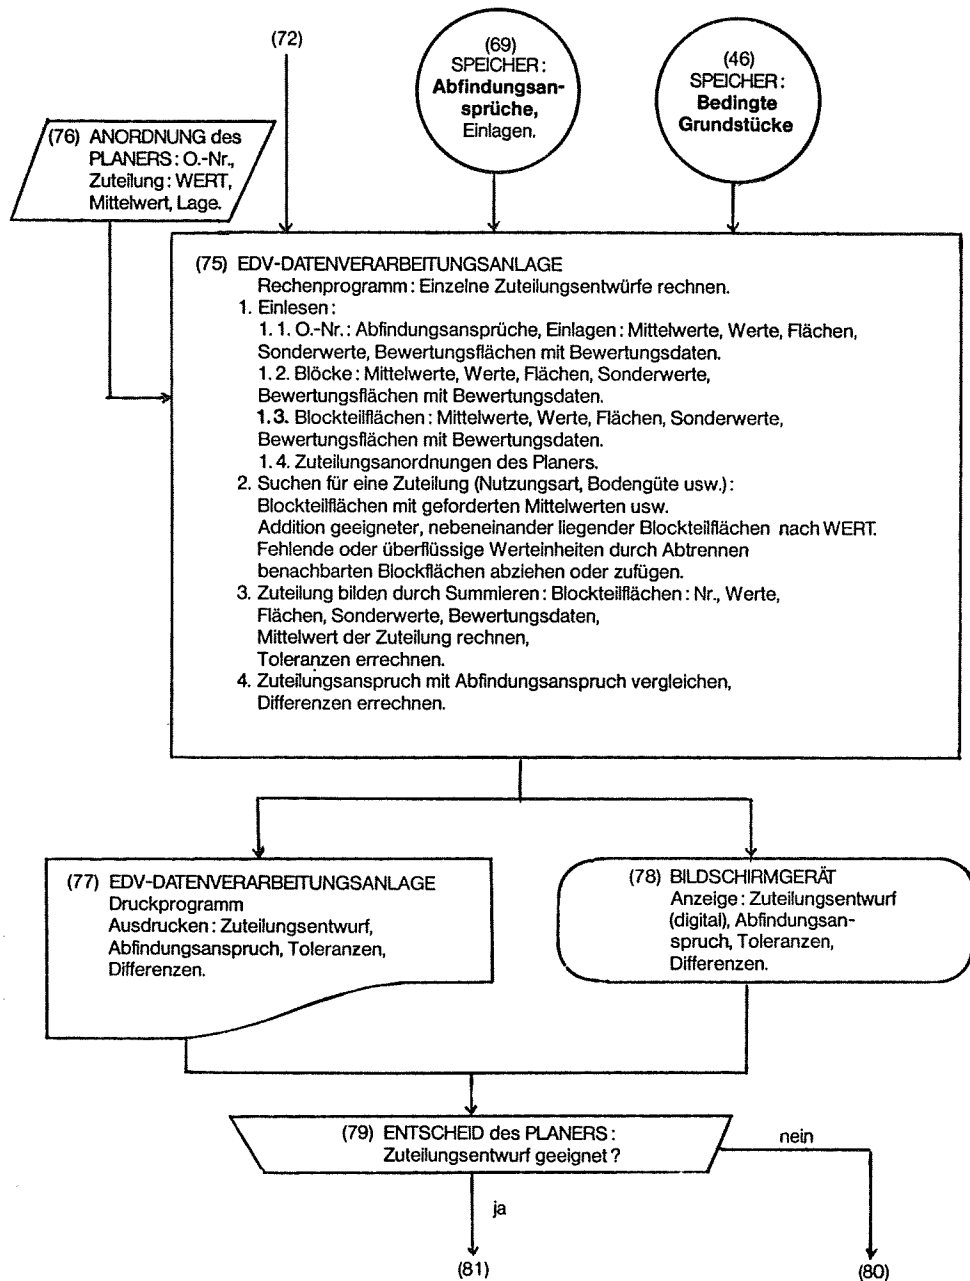 (72)
(69)
SPEICHER:
Abfindungsan-
sprüche,
Einlagen.
(46)
SPEICHER:
Bedingte
Grundstücke
(76) ANORDNUNG des
PLANERS: O.-Nr.,
Zuteilung: WERT,
Mittelwert, Lage.
(75) EDV-DATENVERARBEITUNGSANLAGE
Rechenprogramm: Einzelne Zuteilungsentwürfe rechnen.
1. Einlesen:
1.1. O.-Nr.: Abfindungsansprüche, Einlagen: Mittelwerte, Werte, Flächen,
Sonderwerte, Bewertungsflächen mit Bewertungsdaten.
1.2. Blöcke: Mittelwerte, Werte, Flächen, Sonderwerte,
Bewertungsflächen mit Bewertungsdaten.
1.3. Blockteilflächen: Mittelwerte, Werte, Flächen, Sonderwerte,
Bewertungsflächen mit Bewertungsdaten.
1.4. Zuteilungsanordnungen des Planers.
2. Suchen für eine Zuteilung (Nutzungsart, Bodengüte usw.):
Blockteilflächen mit geforderten Mittelwerten usw.
Addition geeigneter, nebeneinander liegender Blockteilflächen nach WERT.
Fehlende oder überflüssige Werteinheiten durch Abtrennen
benachbarten Blockflächen abziehen oder zufügen.
3. Zuteilung bilden durch Summieren: Blockteilflächen: Nr., Werte,
Flächen, Sonderwerte, Bewertungsdaten,
Mittelwert der Zuteilung rechnen,
Toleranzen errechnen.
4. Zuteilungsanspruch mit Abfindungsanspruch vergleichen,
Differenzen errechnen.
(77) EDV-DATENVERARBEITUNGSANLAGE
Druckprogramm
Ausdrucken: Zuteilungsentwurf,
Abfindungsanspruch, Toleranzen,
Differenzen.
(78) BILDSCHIRMGERÄT
Anzeige: Zuteilungsentwurf
(digital), Abfindungsan-
spruch, Toleranzen,
Differenzen.
(79) ENTSCHEID des PLANERS:
Zuteilungsentwurf geeignet?
nein
ja
(81)
(80)